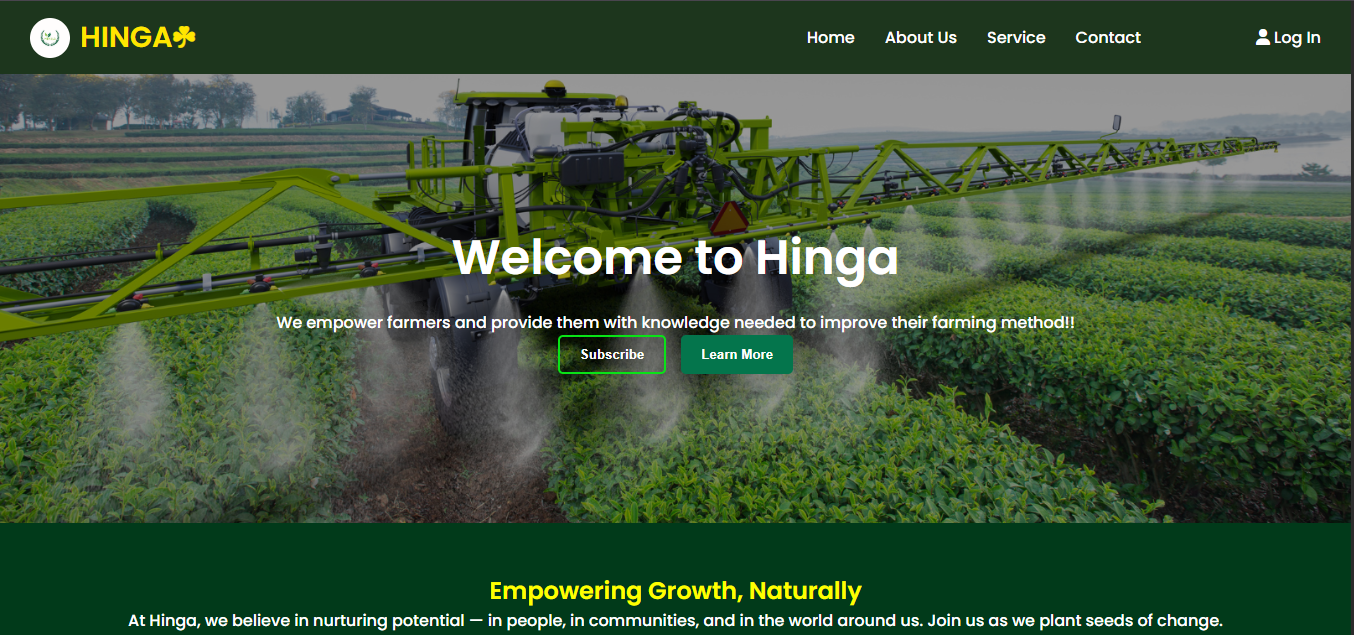 HINGA☘
Home About Us Service Contact Log In
Welcome to Hinga
We empower farmers and provide them with knowledge needed to improve their farming method!!
Subscribe Learn More
Empowering Growth, Naturally
At Hinga, we believe in nurturing potential — in people, in communities, and in the world around us. Join us as we plant seeds of change.